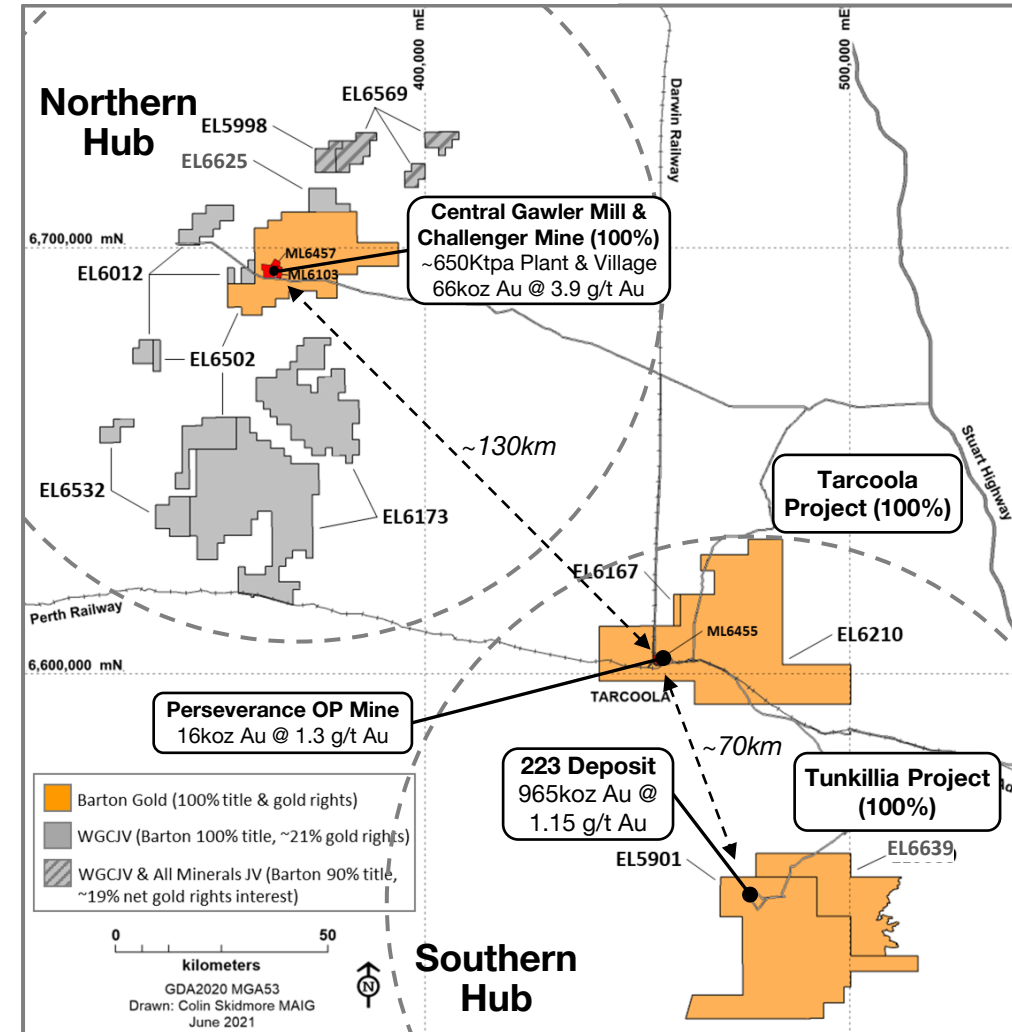 400,000 mE
500,000 mE
Northern
Hub
EL6569
EL5998
EL6625
Darwin Railway
Central Gawler Mill &
Challenger Mine (100%)
~650Ktpa Plant & Village
66koz Au @ 3.9 g/t Au
6,700,000 mN
ML6457
ML6103
EL6012
EL6502
~130km
Stuart Highway
Tarcoola
Project (100%)
EL6532
EL6173
EL6167
Perth Railway
ML6455
EL6210
6,600,000 mN
TARCOOLA
Perseverance OP Mine
16koz Au @ 1.3 g/t Au
~70km
223 Deposit
965koz Au @
1.15 g/t Au
Tunkillia Project
(100%)
EL5901
EL6639
Barton Gold (100% title & gold rights)
WGCJV (Barton 100% title, ~21% gold rights)
WGCJV & All Minerals JV (Barton 90% title,
~19% net gold rights interest)
0 50
kilometers
GDA2020 MGA53
Drawn: Colin Skidmore MAIG
June 2021
N
Southern
Hub